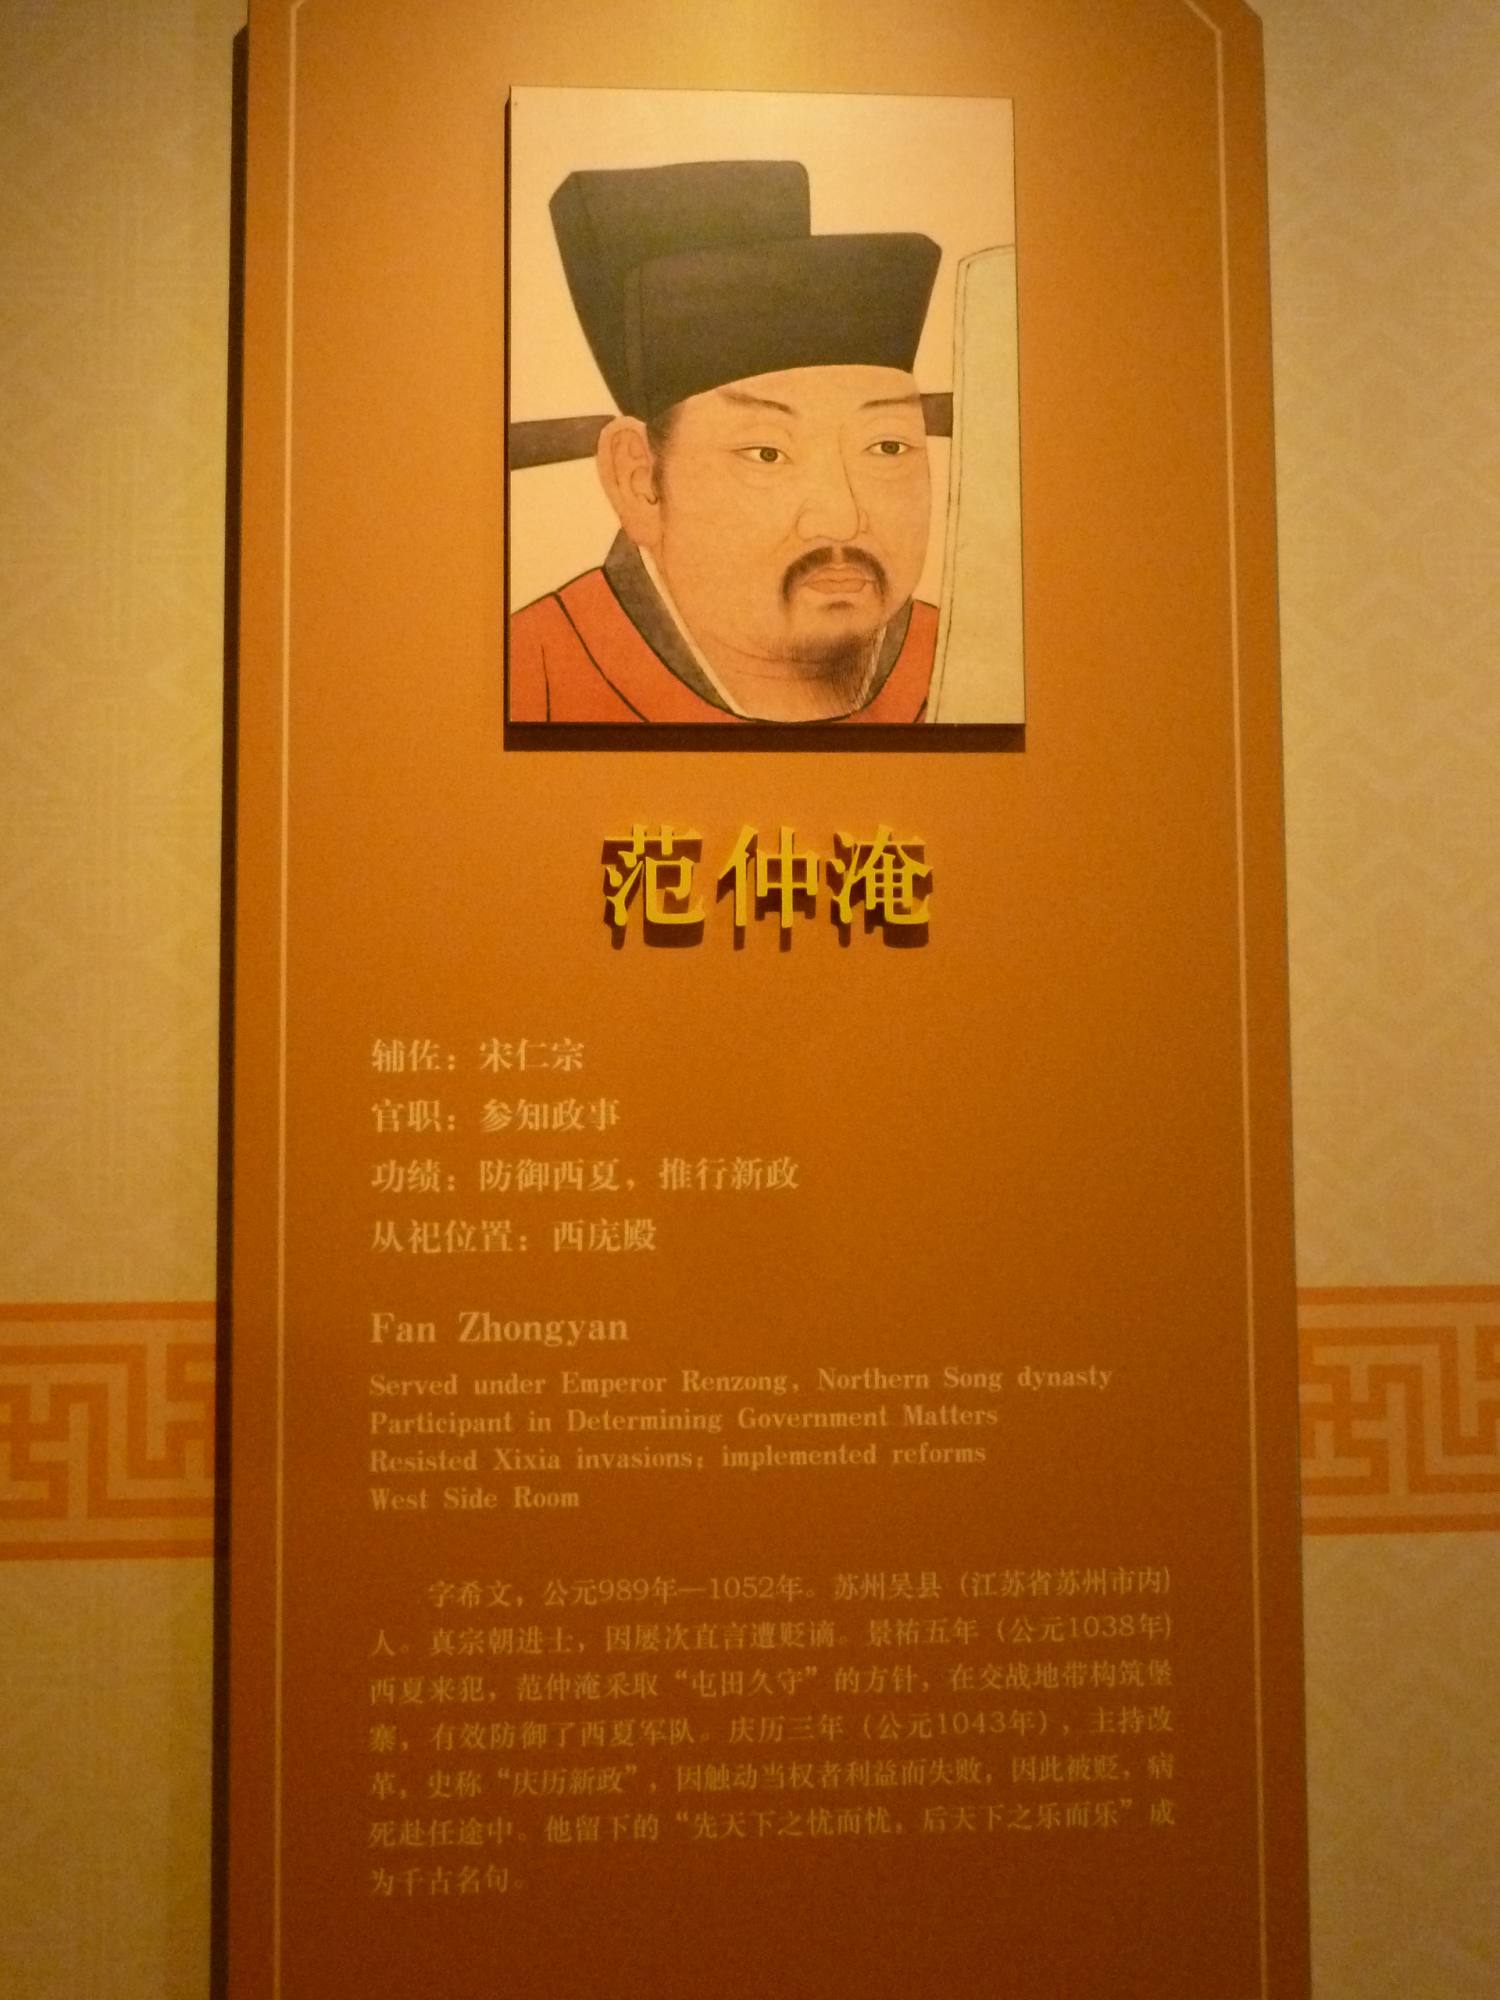 范仲淹
辅佐：宋仁宗
官职：参知政事
功绩：防御西夏，推行新政
从祀位置：西庑殿
Fan Zhongyan
Served under Emperor Renzong, Northern Song dynasty
Participant in Determining Government Matters
Resisted Xixia invasions; implemented reforms
West Side Room
字希文，公元989年—1052年。苏州吴县（江苏省苏州市内）
人。真宗朝进士，因屡次直言遭贬谪。景祐五年（公元1038年）
西夏来犯，范仲淹采取“屯田久守”的方针，在交战地带构筑堡
寨，有效防御了西夏军队。庆历三年（公元1043年），主持改
革，史称“庆历新政”，因触动当权者利益而失败，因此被贬，病
死赴任途中。他留下的“先天下之忧而忧，后天下之乐而乐”成
为千古名句。